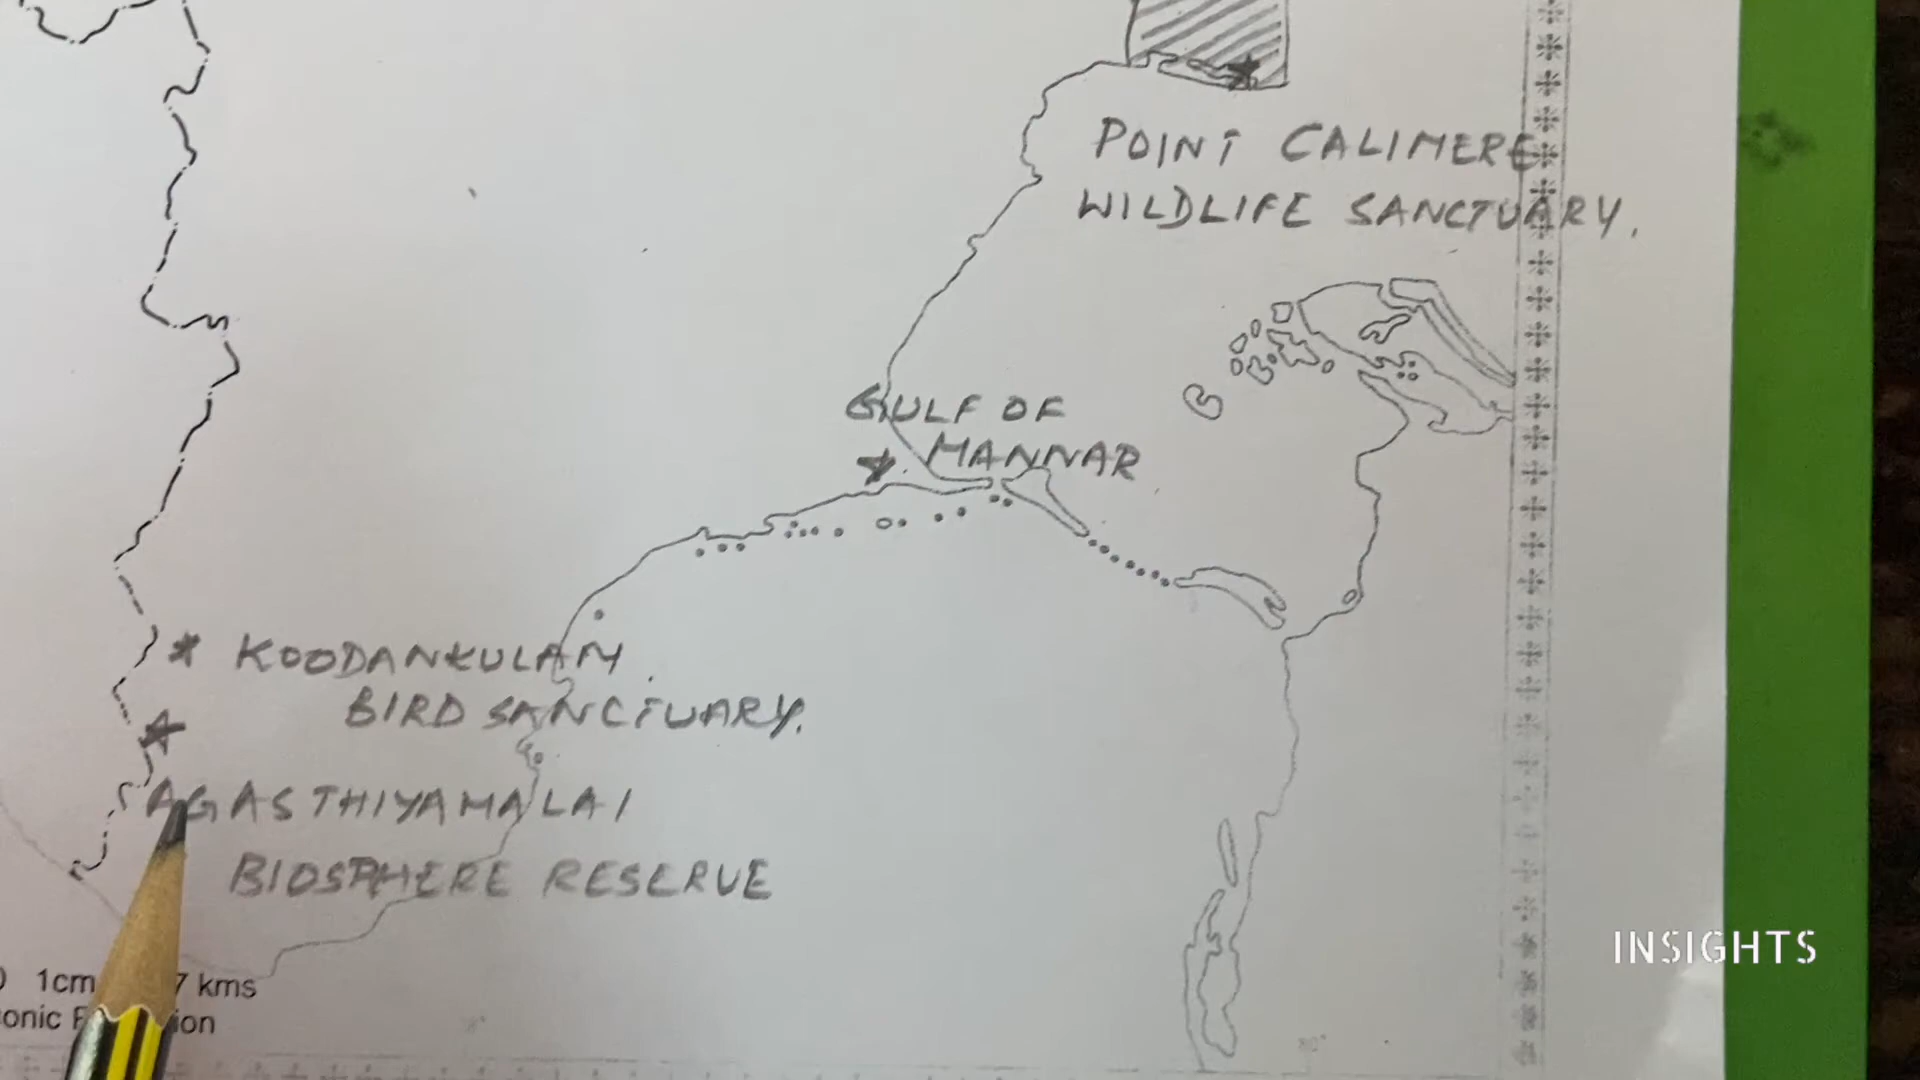 POINT CALIMERE
WILDLIFE SANCTUARY.
GULF OF
MANNAR
KOODANKULAM
BIRD SANCTUARY.
AGASTHIYAMALAI
BIOSPHERE RESERVE
1cm 7 kms
INSIGHTS